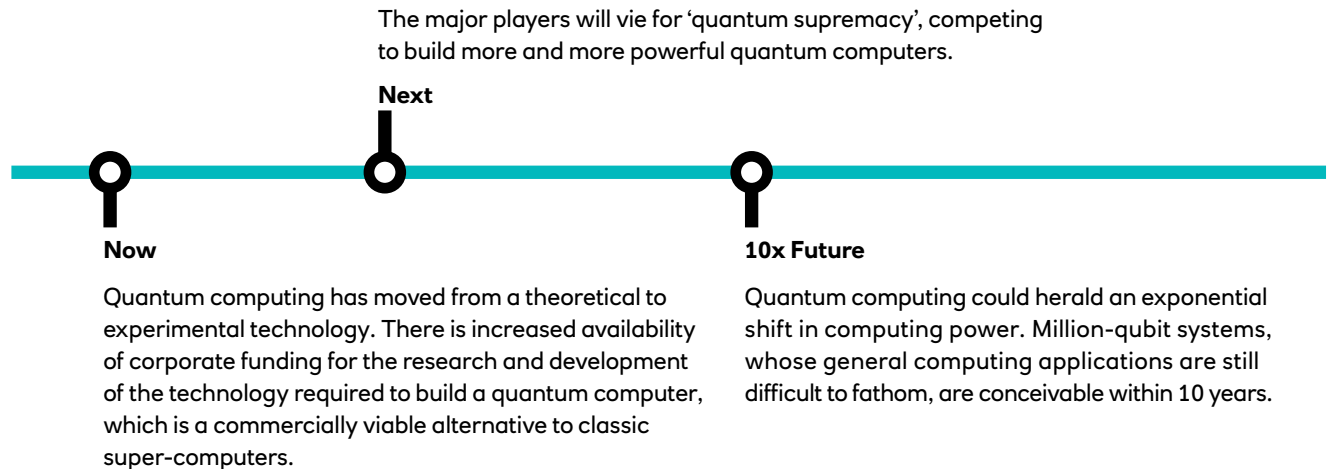 The major players will vie for ‘quantum supremacy’, competing
to build more and more powerful quantum computers.
Next
Now
Quantum computing has moved from a theoretical to
experimental technology. There is increased availability
of corporate funding for the research and development
of the technology required to build a quantum computer,
which is a commercially viable alternative to classic
super-computers.
10x Future
Quantum computing could herald an exponential
shift in computing power. Million-qubit systems,
whose general computing applications are still
difficult to fathom, are conceivable within 10 years.